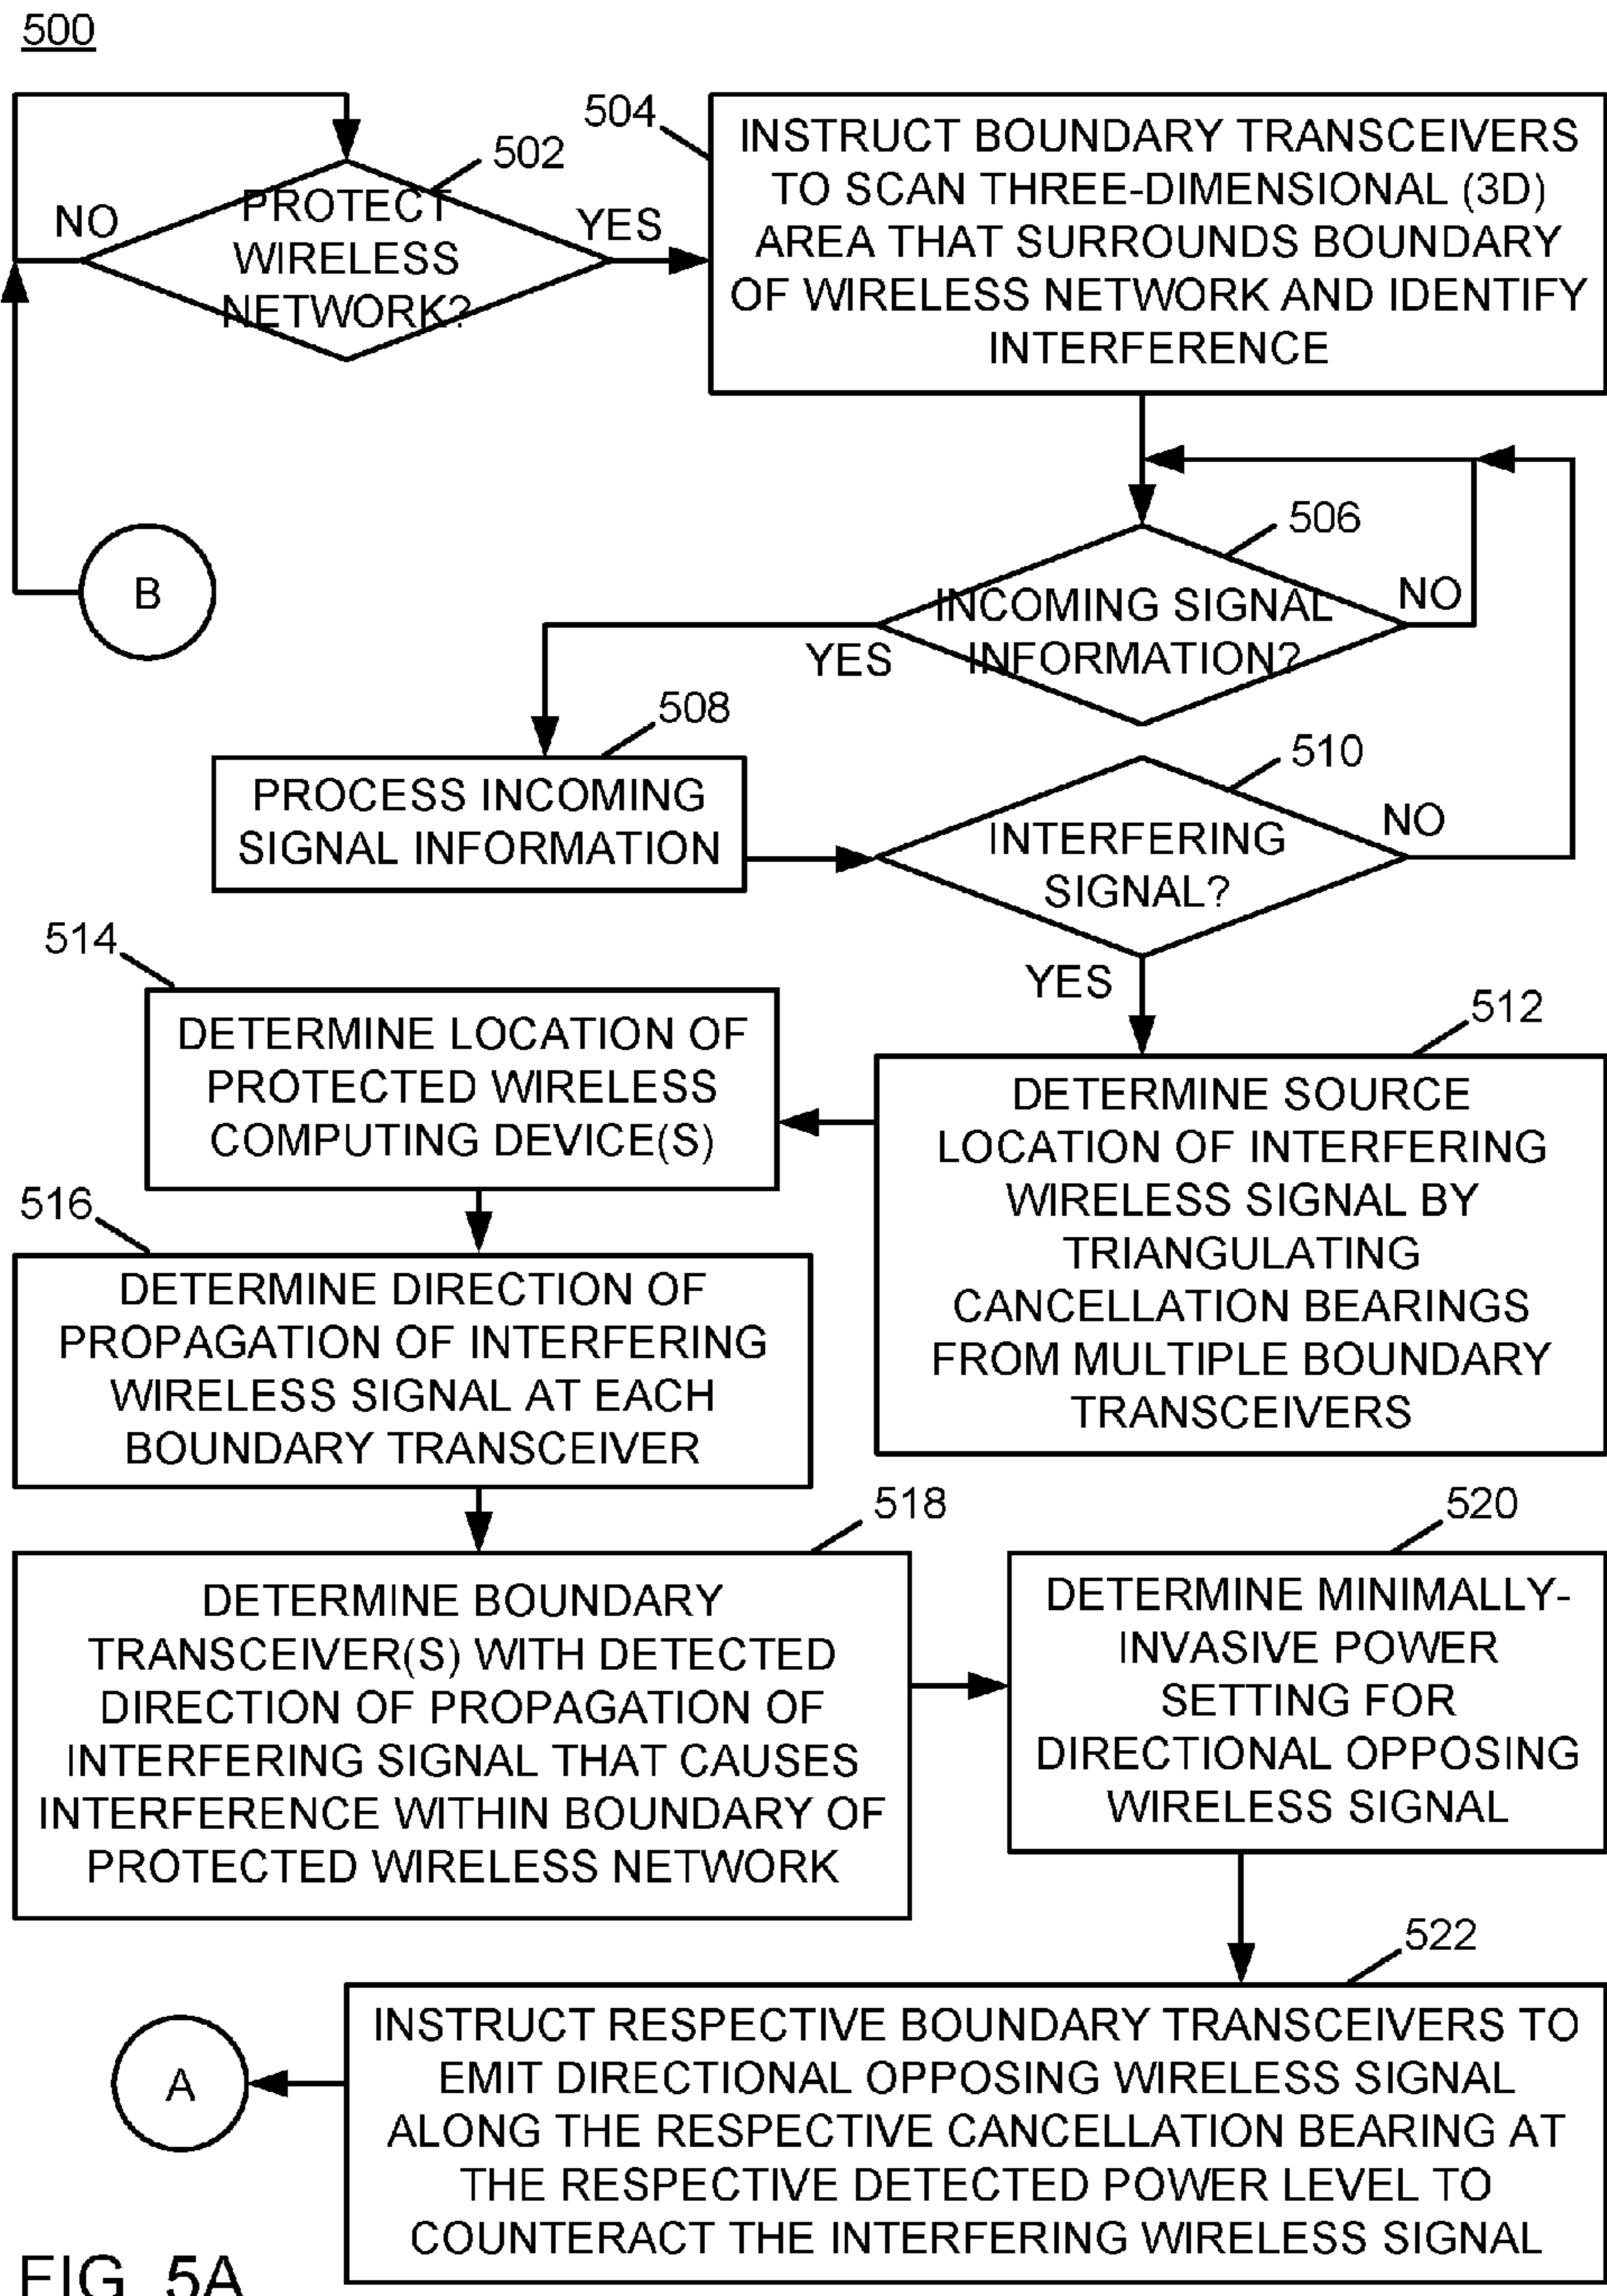 500
502
PROTECT
WIRELESS
NETWORK?
NO
YES
504
INSTRUCT BOUNDARY TRANSCEIVERS
TO SCAN THREE-DIMENSIONAL (3D)
AREA THAT SURROUNDS BOUNDARY
OF WIRELESS NETWORK AND IDENTIFY
INTERFERENCE
B
506
INCOMING SIGNAL
INFORMATION?
NO
YES
508
PROCESS INCOMING
SIGNAL INFORMATION
510
INTERFERING
SIGNAL?
NO
YES
512
DETERMINE SOURCE
LOCATION OF INTERFERING
WIRELESS SIGNAL BY
TRIANGULATING
CANCELLATION BEARINGS
FROM MULTIPLE BOUNDARY
TRANSCEIVERS
514
DETERMINE LOCATION OF
PROTECTED WIRELESS
COMPUTING DEVICE(S)
516
DETERMINE DIRECTION OF
PROPAGATION OF INTERFERING
WIRELESS SIGNAL AT EACH
BOUNDARY TRANSCEIVER
518
DETERMINE BOUNDARY
TRANSCEIVER(S) WITH DETECTED
DIRECTION OF PROPAGATION OF
INTERFERING SIGNAL THAT CAUSES
INTERFERENCE WITHIN BOUNDARY OF
PROTECTED WIRELESS NETWORK
520
DETERMINE MINIMALLY-
INVASIVE POWER
SETTING FOR
DIRECTIONAL OPPOSING
WIRELESS SIGNAL
522
INSTRUCT RESPECTIVE BOUNDARY TRANSCEIVERS TO
EMIT DIRECTIONAL OPPOSING WIRELESS SIGNAL
ALONG THE RESPECTIVE CANCELLATION BEARING AT
THE RESPECTIVE DETECTED POWER LEVEL TO
COUNTERACT THE INTERFERING WIRELESS SIGNAL
A
FIG. 5A